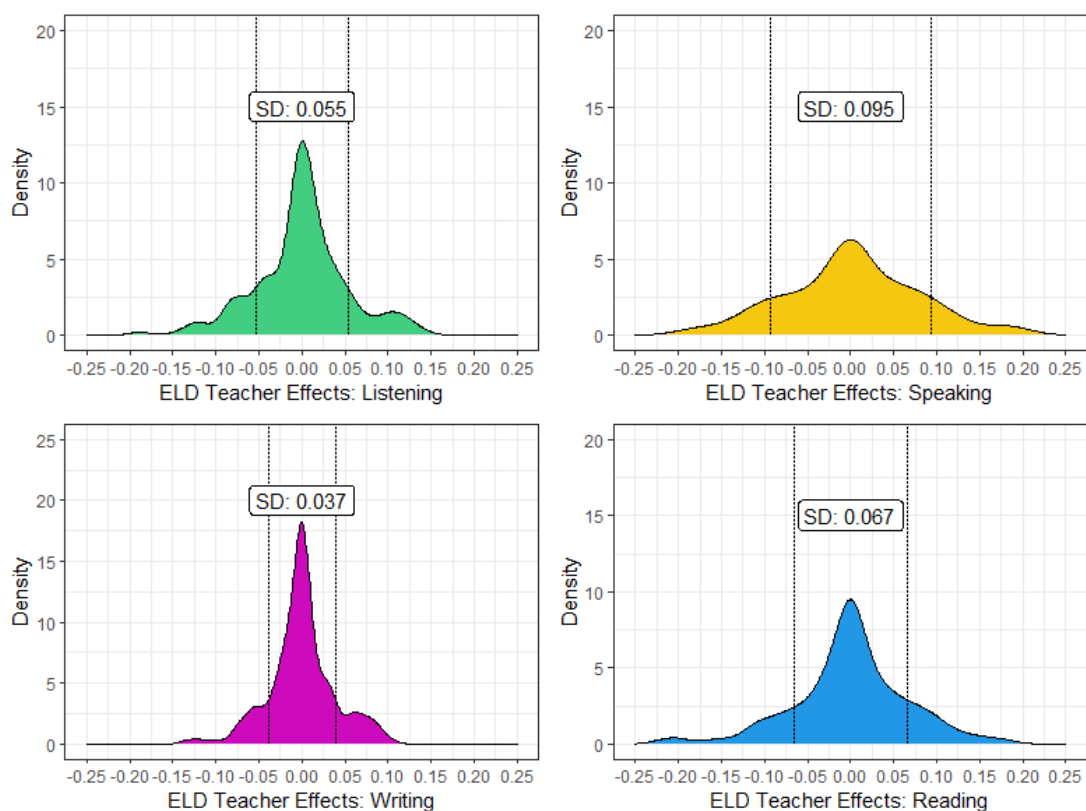 20
15
10
5
0
Density
SD: 0.055
-0.25 -0.20 -0.15 -0.10 -0.05 0.00 0.05 0.10 0.15 0.20 0.25
ELD Teacher Effects: Listening
20
15
10
5
0
Density
SD: 0.095
-0.25 -0.20 -0.15 -0.10 -0.05 0.00 0.05 0.10 0.15 0.20 0.25
ELD Teacher Effects: Speaking
25
20
15
10
5
0
Density
SD: 0.037
-0.25 -0.20 -0.15 -0.10 -0.05 0.00 0.05 0.10 0.15 0.20 0.25
ELD Teacher Effects: Writing
20
15
10
5
0
Density
SD: 0.067
-0.25 -0.20 -0.15 -0.10 -0.05 0.00 0.05 0.10 0.15 0.20 0.25
ELD Teacher Effects: Reading